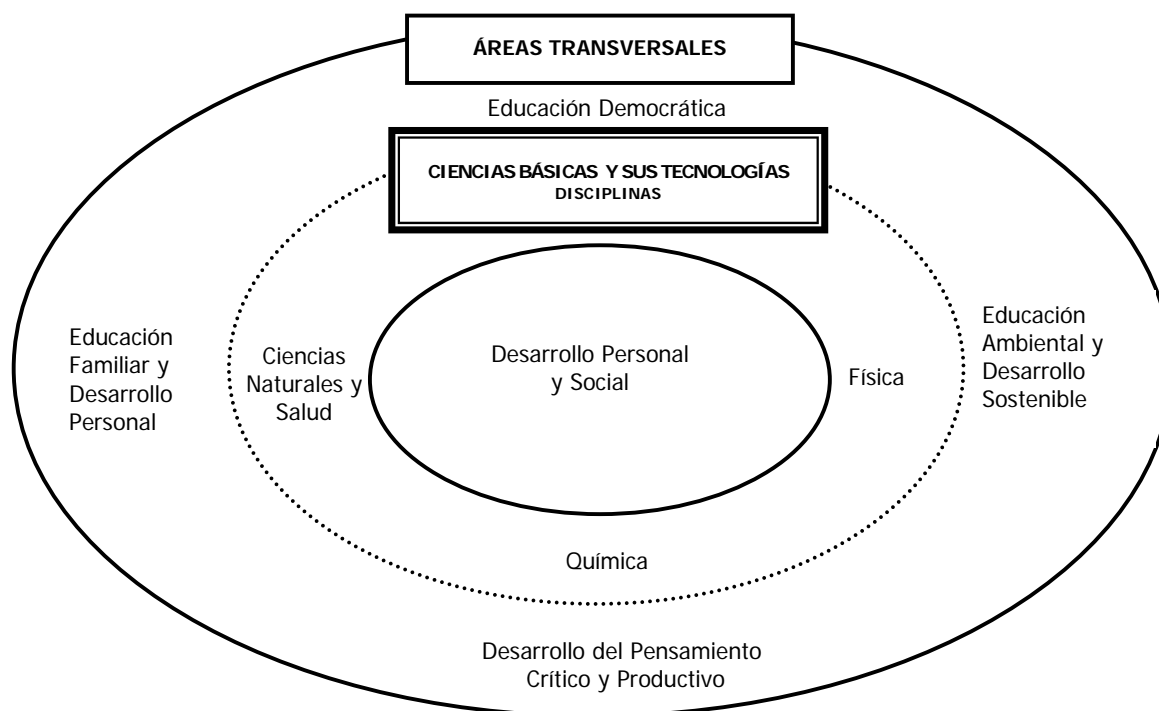 ÁREAS TRANSVERSALES
Educación Democrática
CIENCIAS BÁSICAS Y SUS TECNOLOGÍAS
DISCIPLINAS
Educación
Familiar y
Desarrollo
Personal
Ciencias
Naturales y
Salud
Desarrollo Personal
y Social
Física
Educación
Ambiental y
Desarrollo
Sostenible
Química
Desarrollo del Pensamiento
Crítico y Productivo